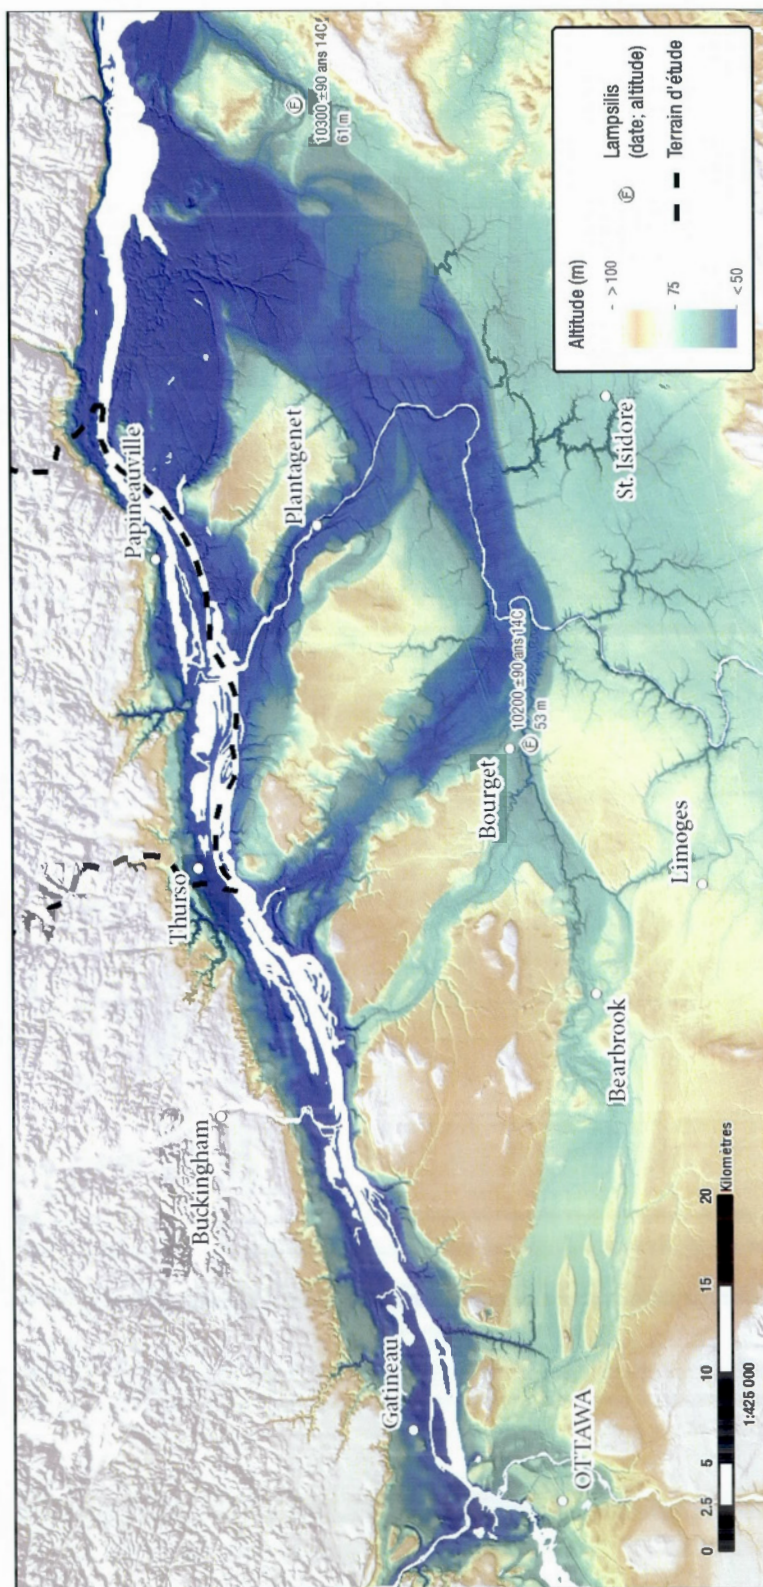 Papineauville
Thurso
Buckingham
Gatineau
OTTAWA
Plantagenet
Bourget
Bearbrook
Limoges
St. Isidore
10300 ±90 ans 14C
61 m
10200 ±90 ans 14C
53 m
Altitude (m)
> 100
75
< 50
F
Lampsilis
(date; altitude)
Terrain d'étude
0 2.5 5 10 15 20
Kilomètres
1:425 000
F
F